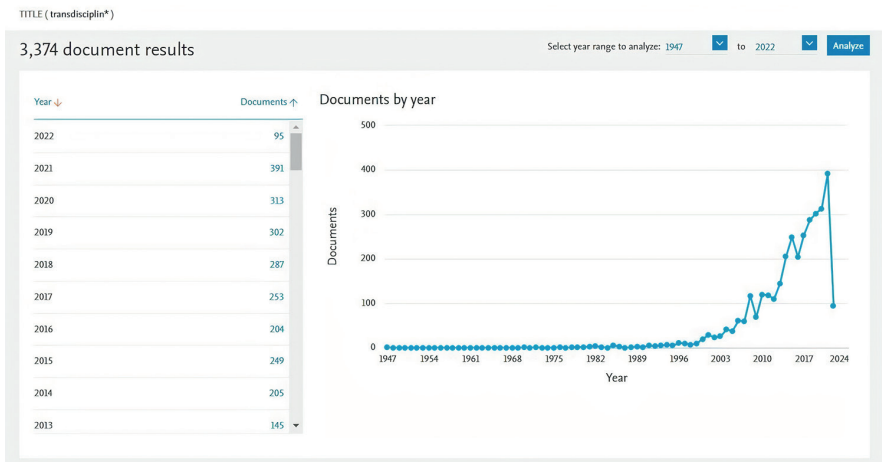 TITLE ( transdisciplin* )
3,374 document results
Select year range to analyze: 1947 to 2022 Analyze
Year Documents
2022 95
2021 391
2020 313
2019 302
2018 287
2017 253
2016 204
2015 249
2014 205
2013 145
Documents by year
500
400
300
200
100
0
Documents
1947 1954 1961 1968 1975 1982 1989 1996 2003 2010 2017 2024
Year